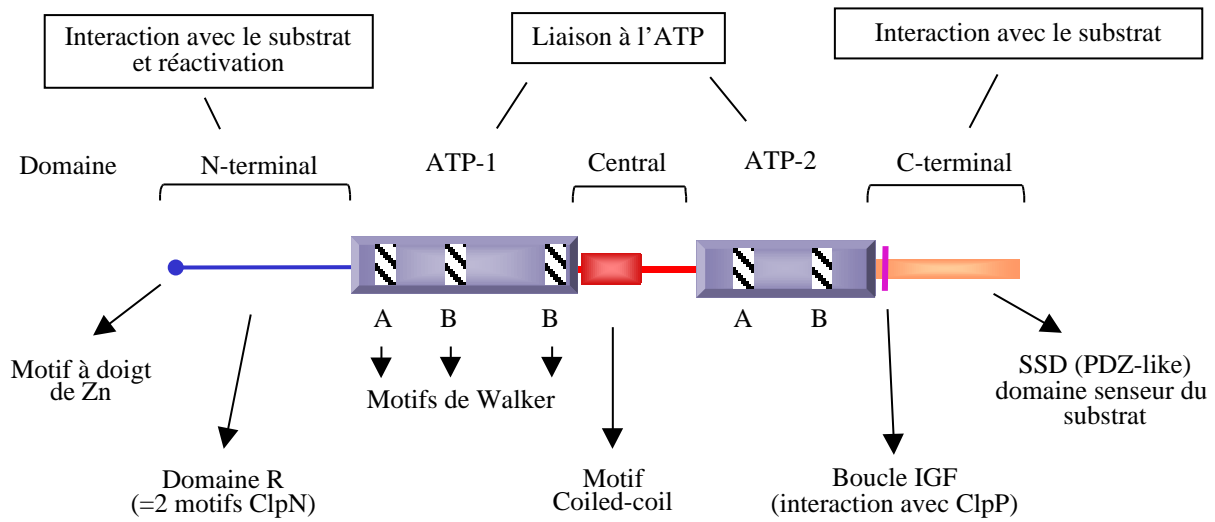 Interaction avec le substrat
et réactivation
Liaison à l’ATP
Interaction avec le substrat
Domaine
N-terminal
ATP-1
Central
ATP-2
C-terminal
A
B
B
A
B
Motif à doigt
de Zn
Motifs de Walker
SSD (PDZ-like)
domaine senseur du
substrat
Domaine R
(=2 motifs ClpN)
Motif
Coiled-coil
Boucle IGF
(interaction avec ClpP)